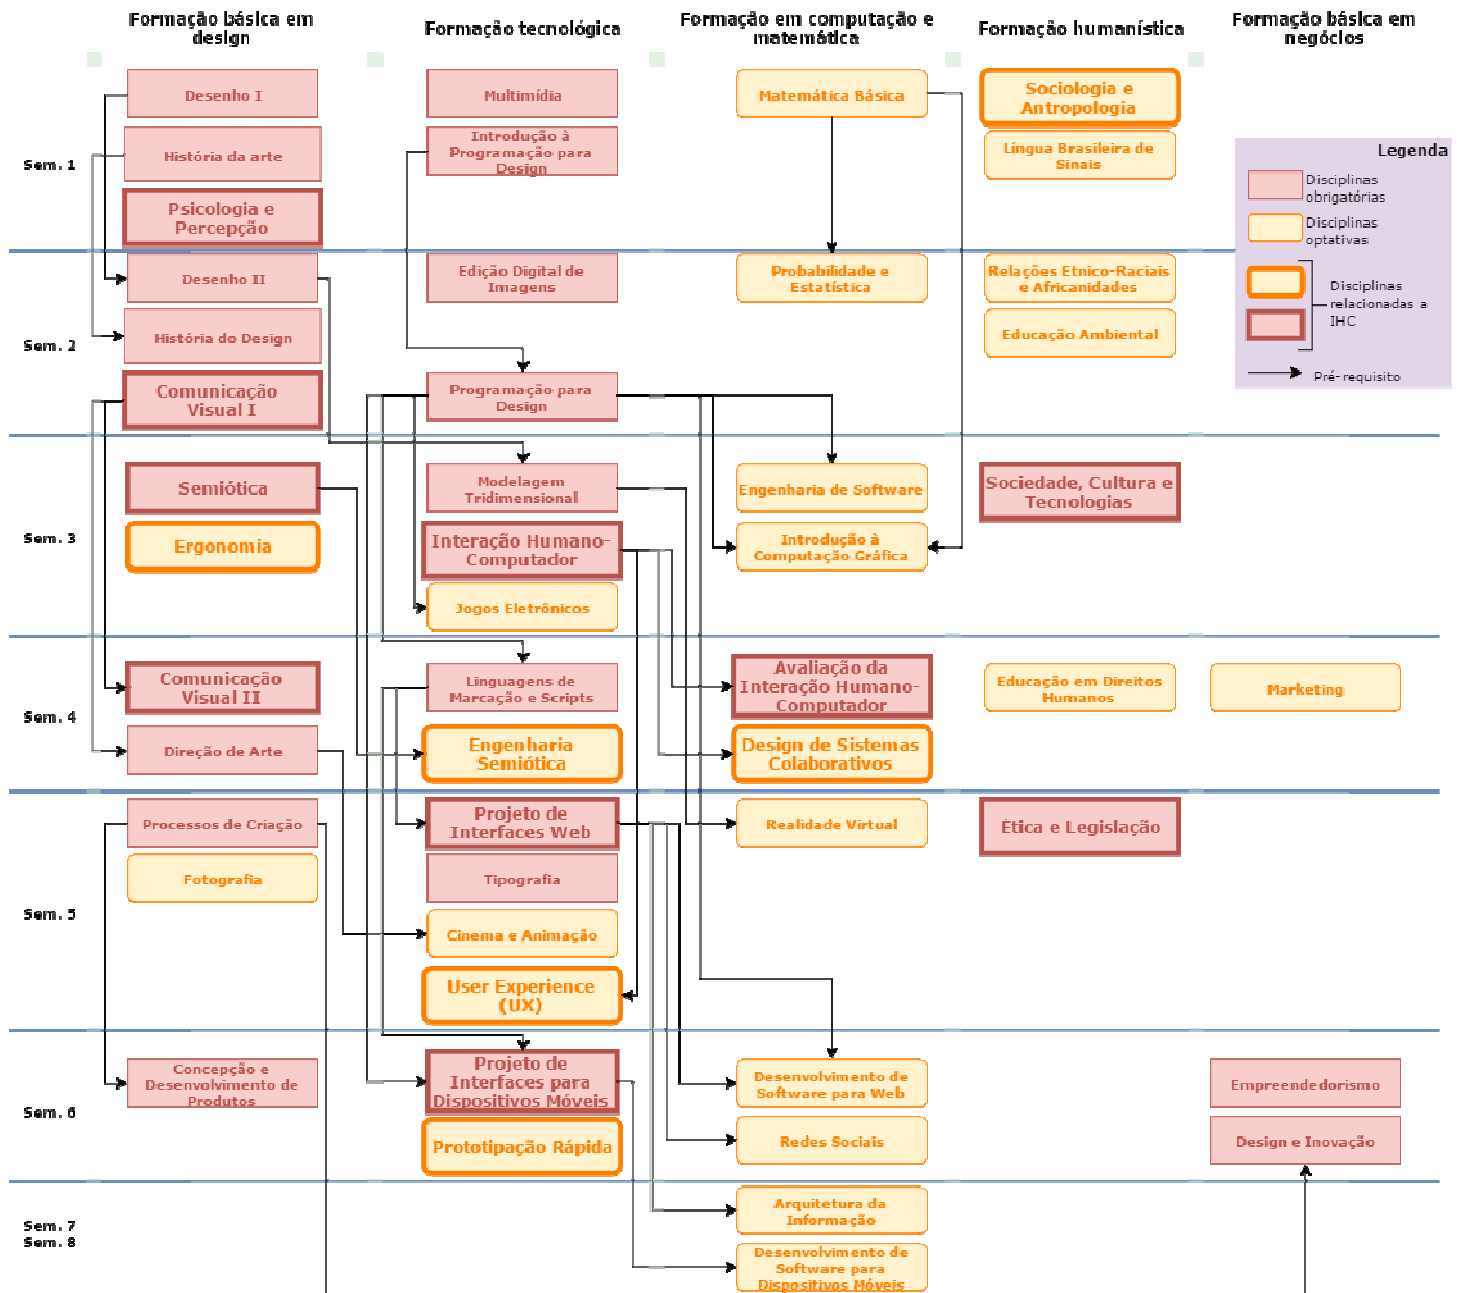 Formação básica em
design
Formação tecnológica
Formação em computação e
matemática
Formação humanística
Formação básica em
negócios
Sem. 1
Desenho I
Multimídia
Matemática Básica
Sociologia e
Antropologia
História da arte
Introdução à
Programação para
Design
Língua Brasileira de
Sinais
Psicologia e
Percepção
Legenda
Disciplinas
obrigatórias
Disciplinas
optativas
Disciplinas
relacionadas a
IHC
Pré-requisito
Sem. 2
Desenho II
Edição Digital de
Imagens
Probabilidade e
Estatística
Relações Etnico-Raciais
e Africanidades
História do Design
Educação Ambiental
Comunicação
Visual I
Programação para
Design
Sem. 3
Semiótica
Modelagem
Tridimensional
Engenharia de Software
Sociedade, Cultura e
Tecnologias
Ergonomia
Interação Humano-
Computador
Introdução à
Computação Gráfica
Jogos Eletrônicos
Sem. 4
Comunicação
Visual II
Linguagens de
Marcação e Scripts
Avaliação da
Interação Humano-
Computador
Educação em Direitos
Humanos
Marketing
Direção de Arte
Engenharia
Semiótica
Design de Sistemas
Colaborativos
Sem. 5
Processos de Criação
Projeto de
Interfaces Web
Realidade Virtual
Ética e Legislação
Fotografia
Tipografia
Cinema e Animação
User Experience
(UX)
Sem. 6
Concepção e
Desenvolvimento de
Produtos
Projeto de
Interfaces para
Dispositivos Móveis
Desenvolvimento de
Software para Web
Empreendedorismo
Prototipação Rápida
Redes Sociais
Design e Inovação
Sem. 7
Sem. 8
Arquitetura da
Informação
Desenvolvimento de
Software para
Dispositivos Móveis